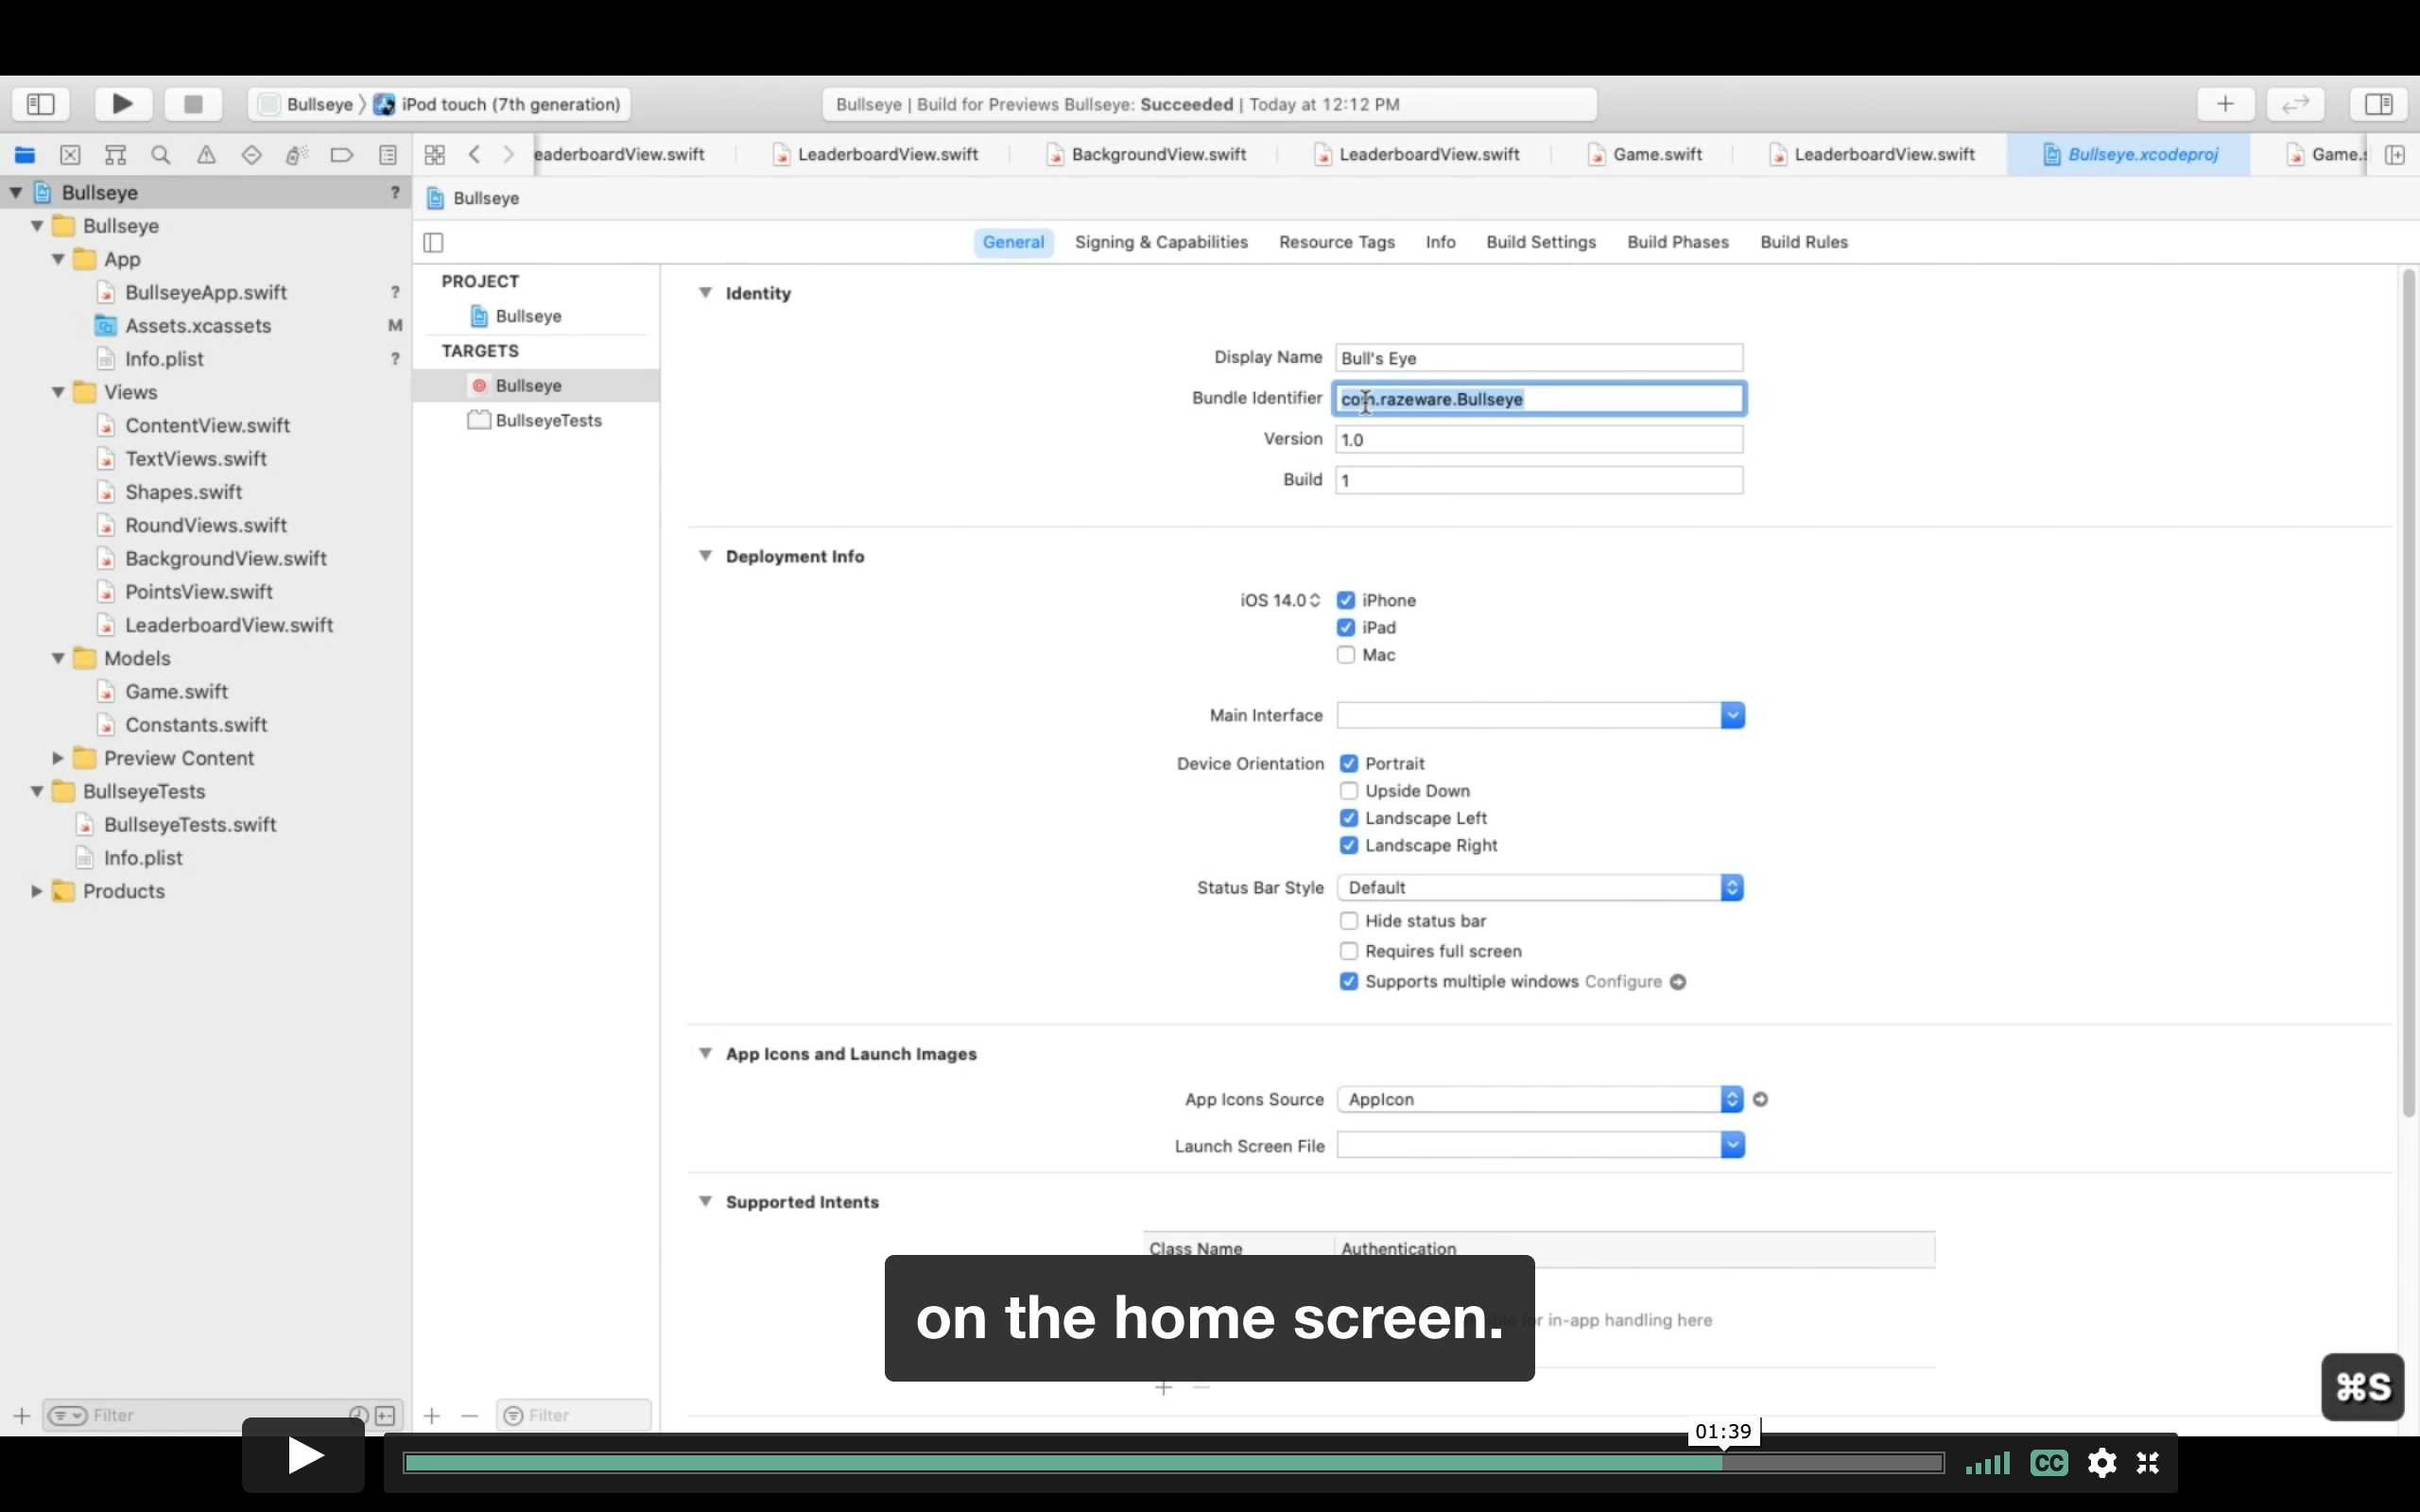 Bullseye
iPod touch (7th generation)
Bullseye | Build for Previews Bullseye: Succeeded | Today at 12:12 PM
eaderboardView.swift
LeaderboardView.swift
BackgroundView.swift
LeaderboardView.swift
Game.swift
LeaderboardView.swift
Bullseye.xcodeproj
Game.s
Bullseye ?
Bullseye
App
BullseyeApp.swift ?
Assets.xcassets M
Info.plist ?
Views
ContentView.swift
TextViews.swift
Shapes.swift
RoundViews.swift
BackgroundView.swift
PointsView.swift
LeaderboardView.swift
Models
Game.swift
Constants.swift
Preview Content
BullseyeTests
BullseyeTests.swift
Info.plist
Products
Filter
Bullseye
General Signing & Capabilities Resource Tags Info Build Settings Build Phases Build Rules
PROJECT
Bullseye
TARGETS
Bullseye
BullseyeTests
Filter
Identity
Display Name Bull's Eye
Bundle Identifier com.razeware.Bullseye
Version 1.0
Build 1
Deployment Info
iOS 14.0 iPhone
iPad
Mac
Main Interface
Device Orientation Portrait
Upside Down
Landscape Left
Landscape Right
Status Bar Style Default
Hide status bar
Requires full screen
Supports multiple windows Configure
App Icons and Launch Images
App Icons Source AppIcon
Launch Screen File
Supported Intents
Class Name Authentication
for in-app handling here
on the home screen.
⌘S
01:39
CC